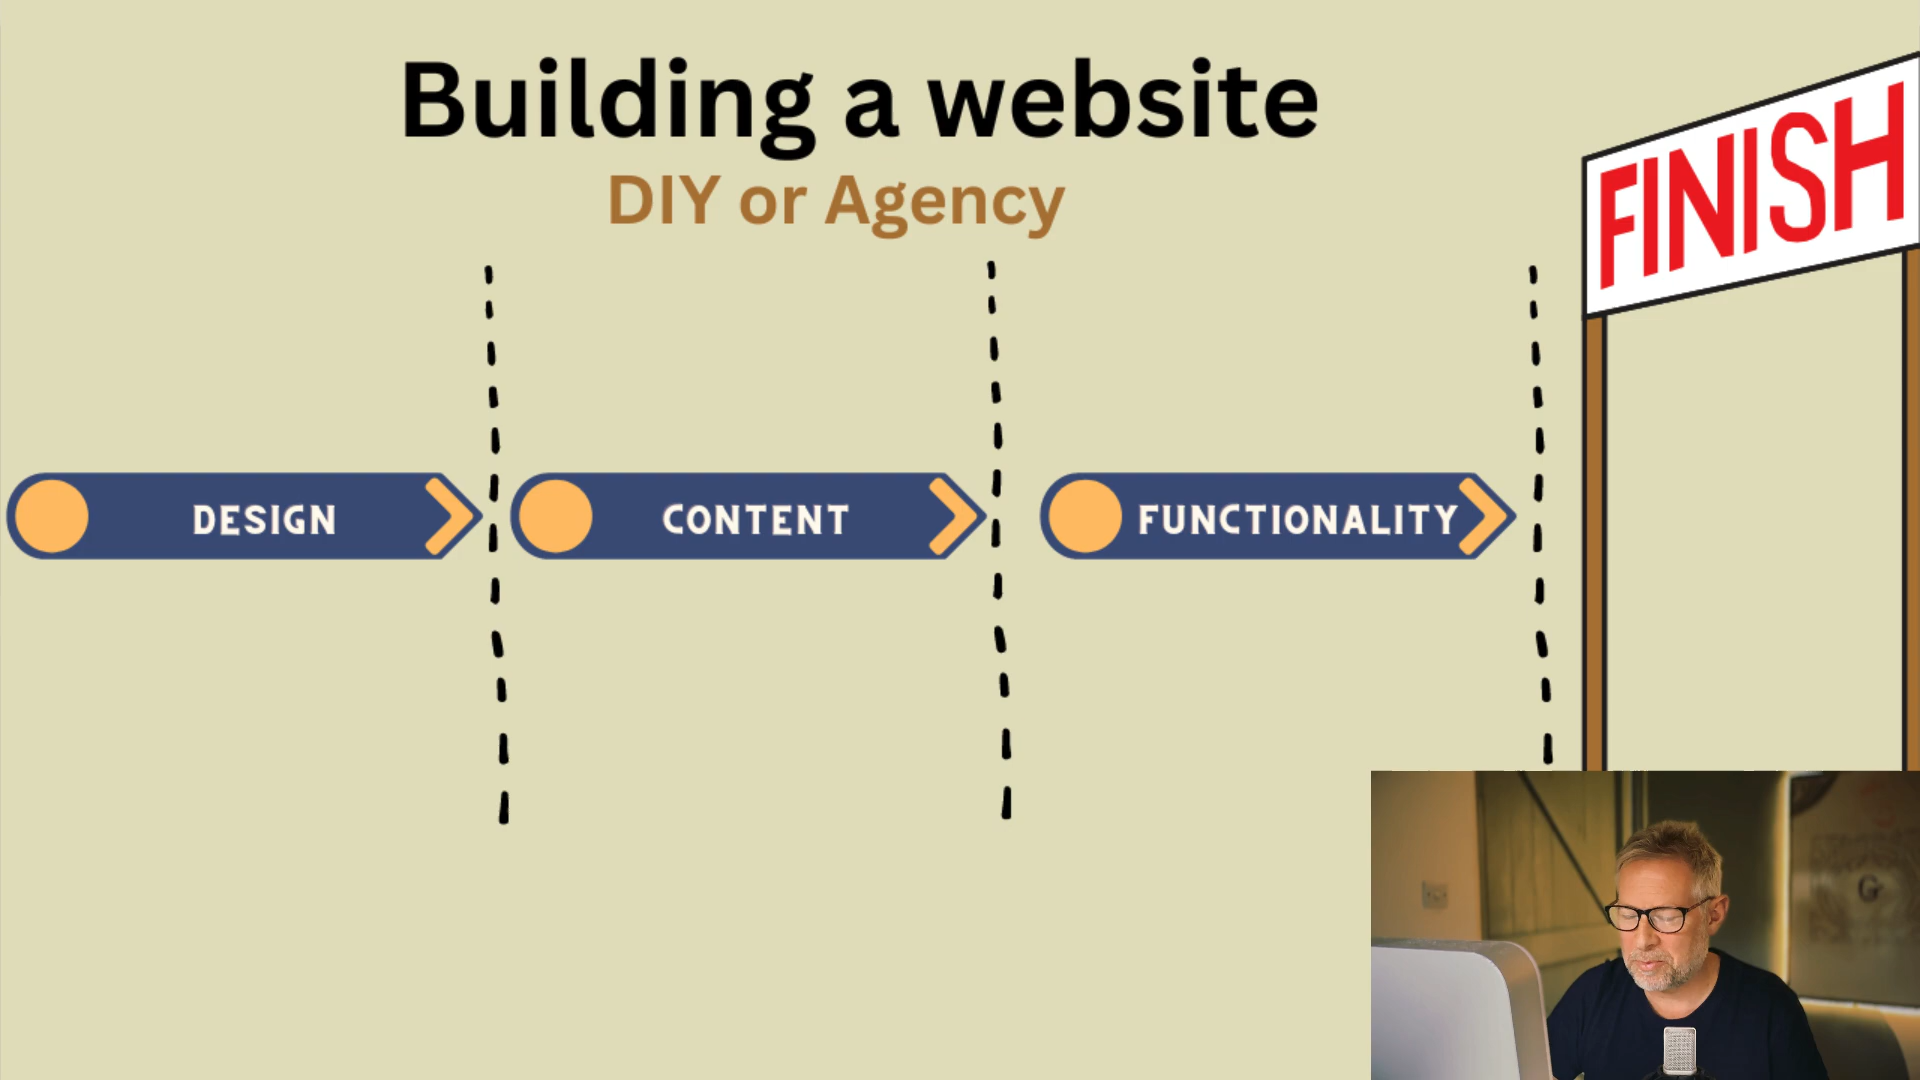 Building a website
DIY or Agency
FINISH
DESIGN
CONTENT
FUNCTIONALITY